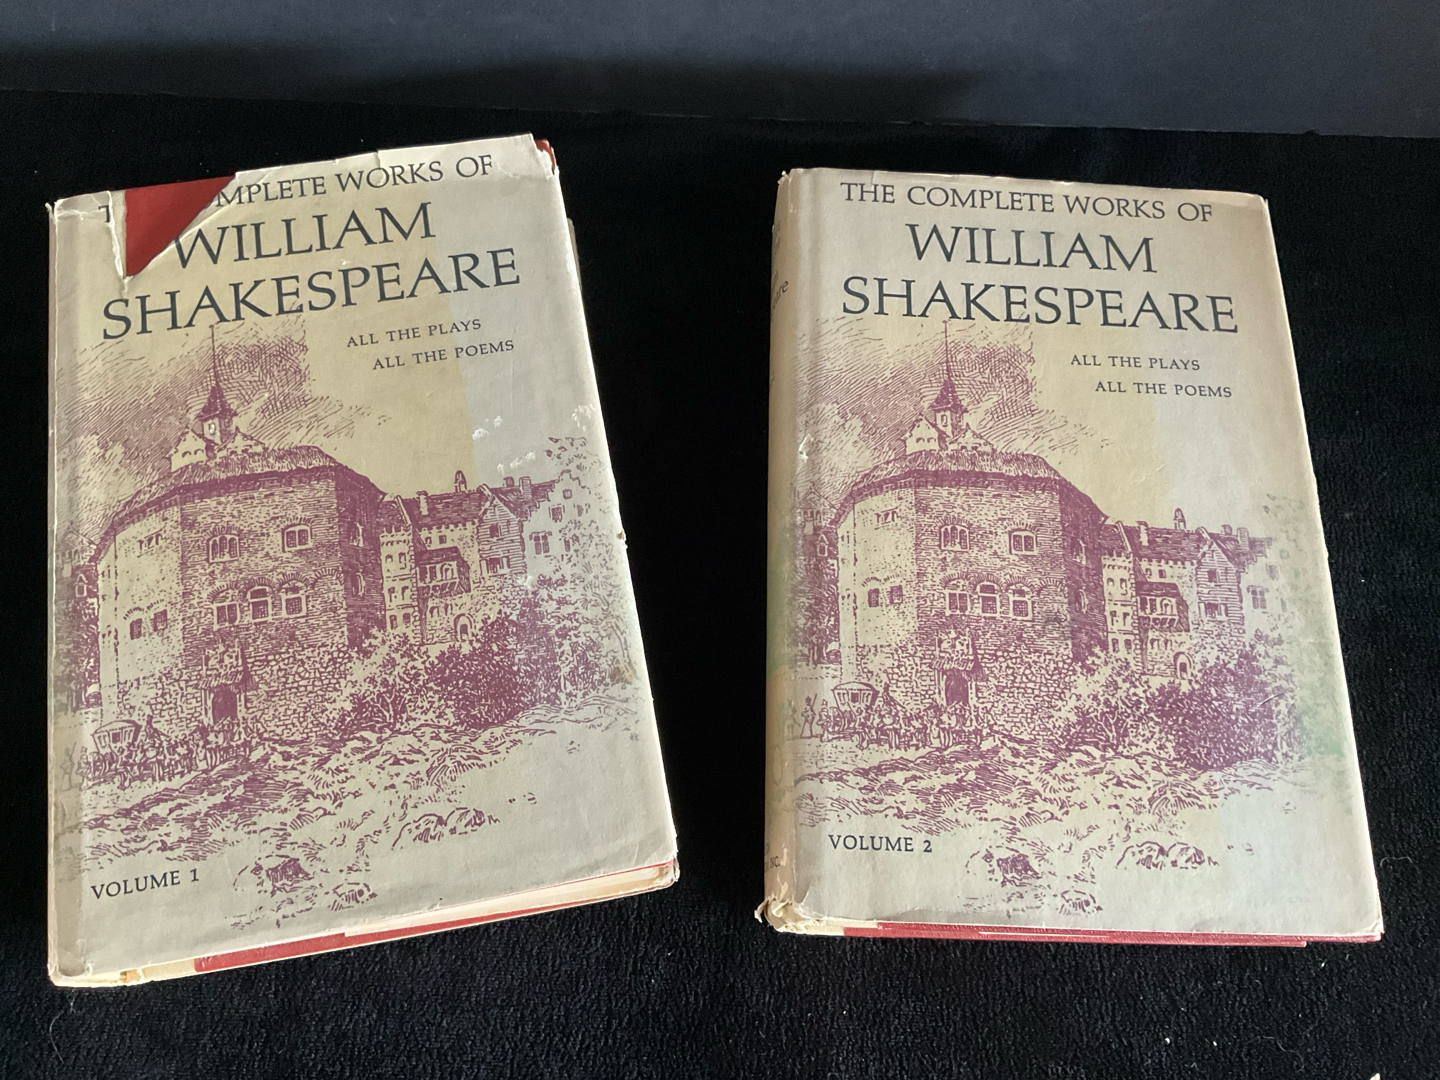 OMPLETE WORKS OF
WILLIAM
SHAKESPEARE
ALL THE PLAYS
ALL THE POEMS
VOLUME 1
THE COMPLETE WORKS OF
WILLIAM
SHAKESPEARE
ALL THE PLAYS
ALL THE POEMS
VOLUME 2